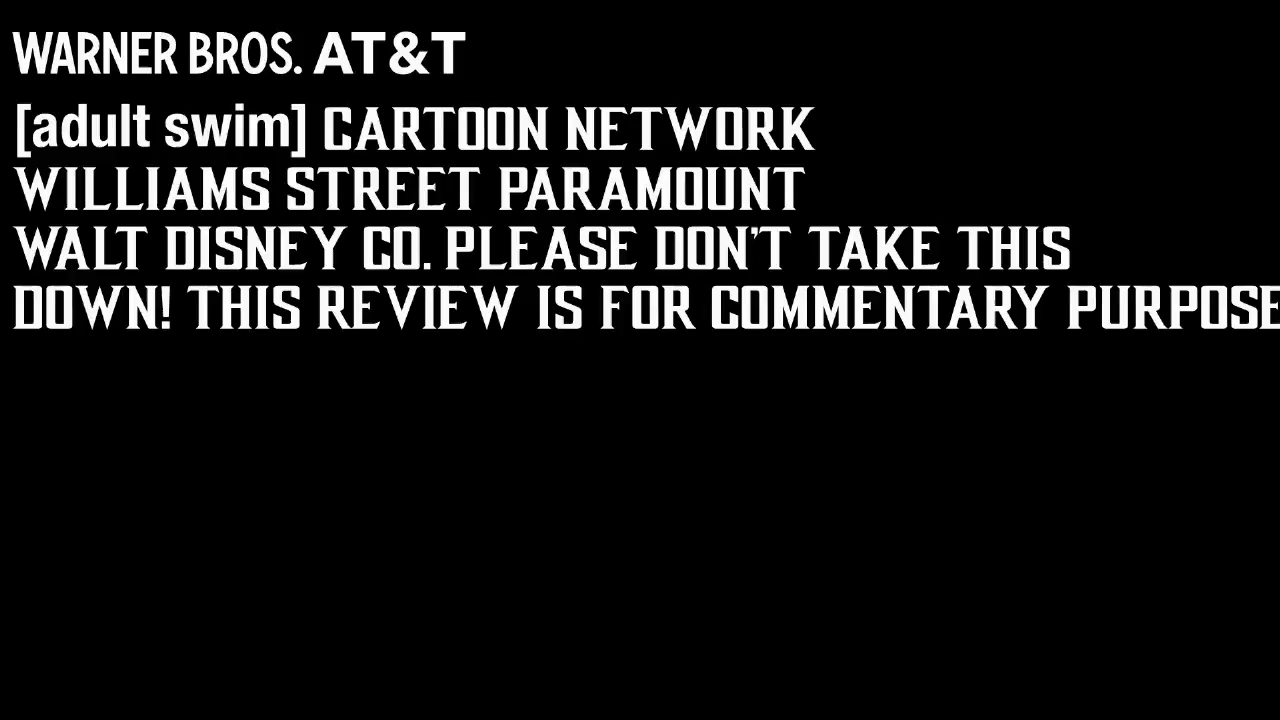 WARNER BROS. AT&T
[adult swim] CARTOON NETWORK
WILLIAMS STREET PARAMOUNT
WALT DISNEY CO. PLEASE DON'T TAKE THIS
DOWN! THIS REVIEW IS FOR COMMENTARY PURPOSE